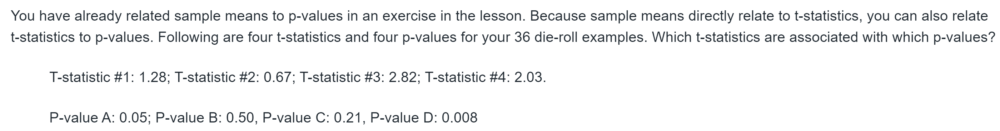 You have already related sample means to p-values in an exercise in the lesson. Because sample means directly relate to t-statistics, you can also relate
t-statistics to p-values. Following are four t-statistics and four p-values for your 36 die-roll examples. Which t-statistics are associated with which p-values?
T-statistic #1: 1.28; T-statistic #2: 0.67; T-statistic #3: 2.82; T-statistic #4: 2.03.
P-value A: 0.05; P-value B: 0.50, P-value C: 0.21, P-value D: 0.008